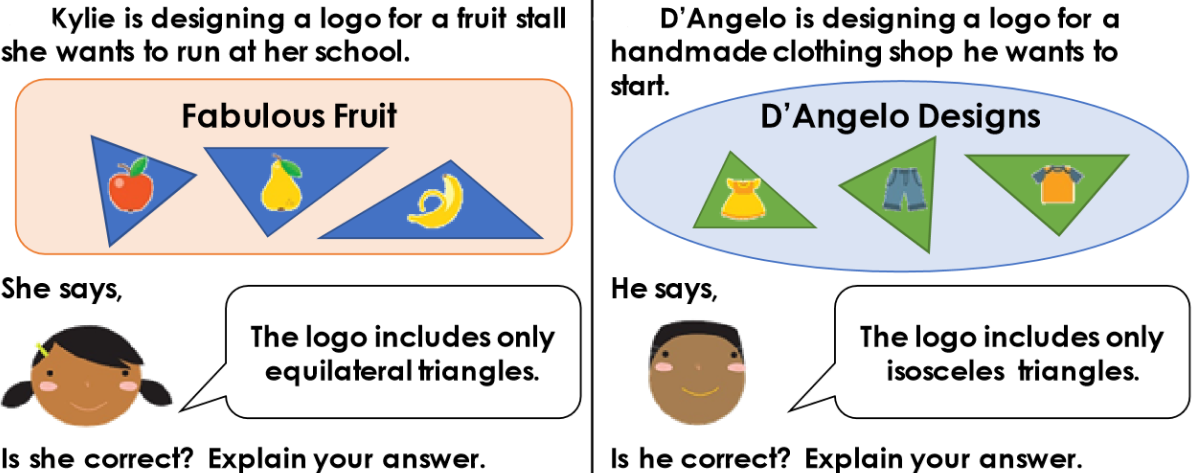 Kylie is designing a logo for a fruit stall
she wants to run at her school.
Fabulous Fruit
She says,
The logo includes only
equilateral triangles.
Is she correct? Explain your answer.
D’Angelo is designing a logo for a
handmade clothing shop he wants to
start.
D’Angelo Designs
He says,
The logo includes only
isosceles triangles.
Is he correct? Explain your answer.